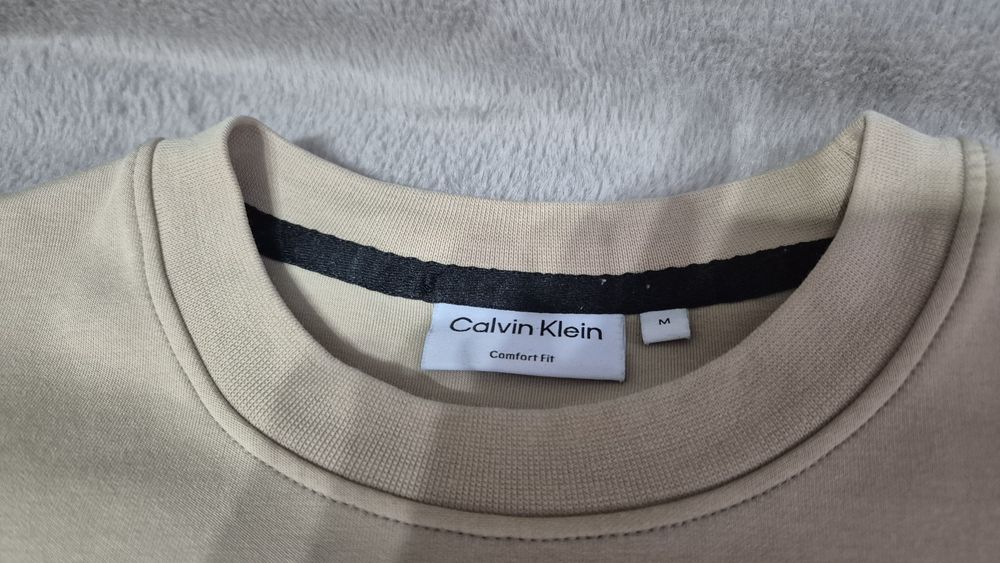 Calvin Klein
Comfort Fit
M